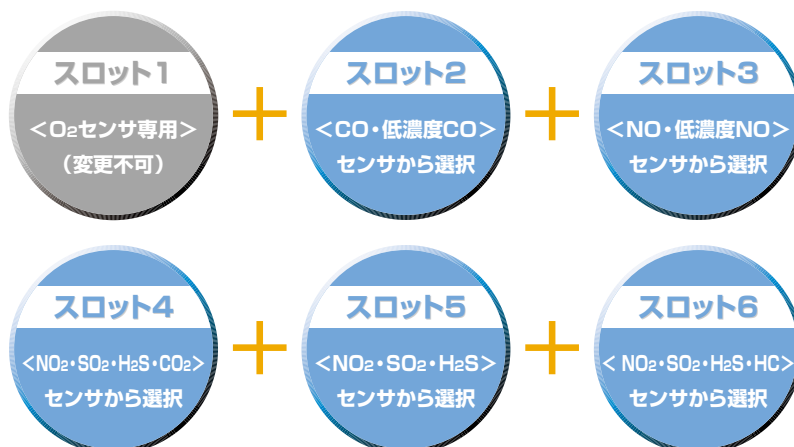 スロット1
<O₂センサ専用>
(変更不可)
+
スロット2
<CO・低濃度CO>
センサから選択
+
スロット3
<NO・低濃度NO>
センサから選択
スロット4
<NO₂・SO₂・H₂S・CO₂>
センサから選択
+
スロット5
<NO₂・SO₂・H₂S>
センサから選択
+
スロット6
< NO₂・SO₂・H₂S・HC>
センサから選択